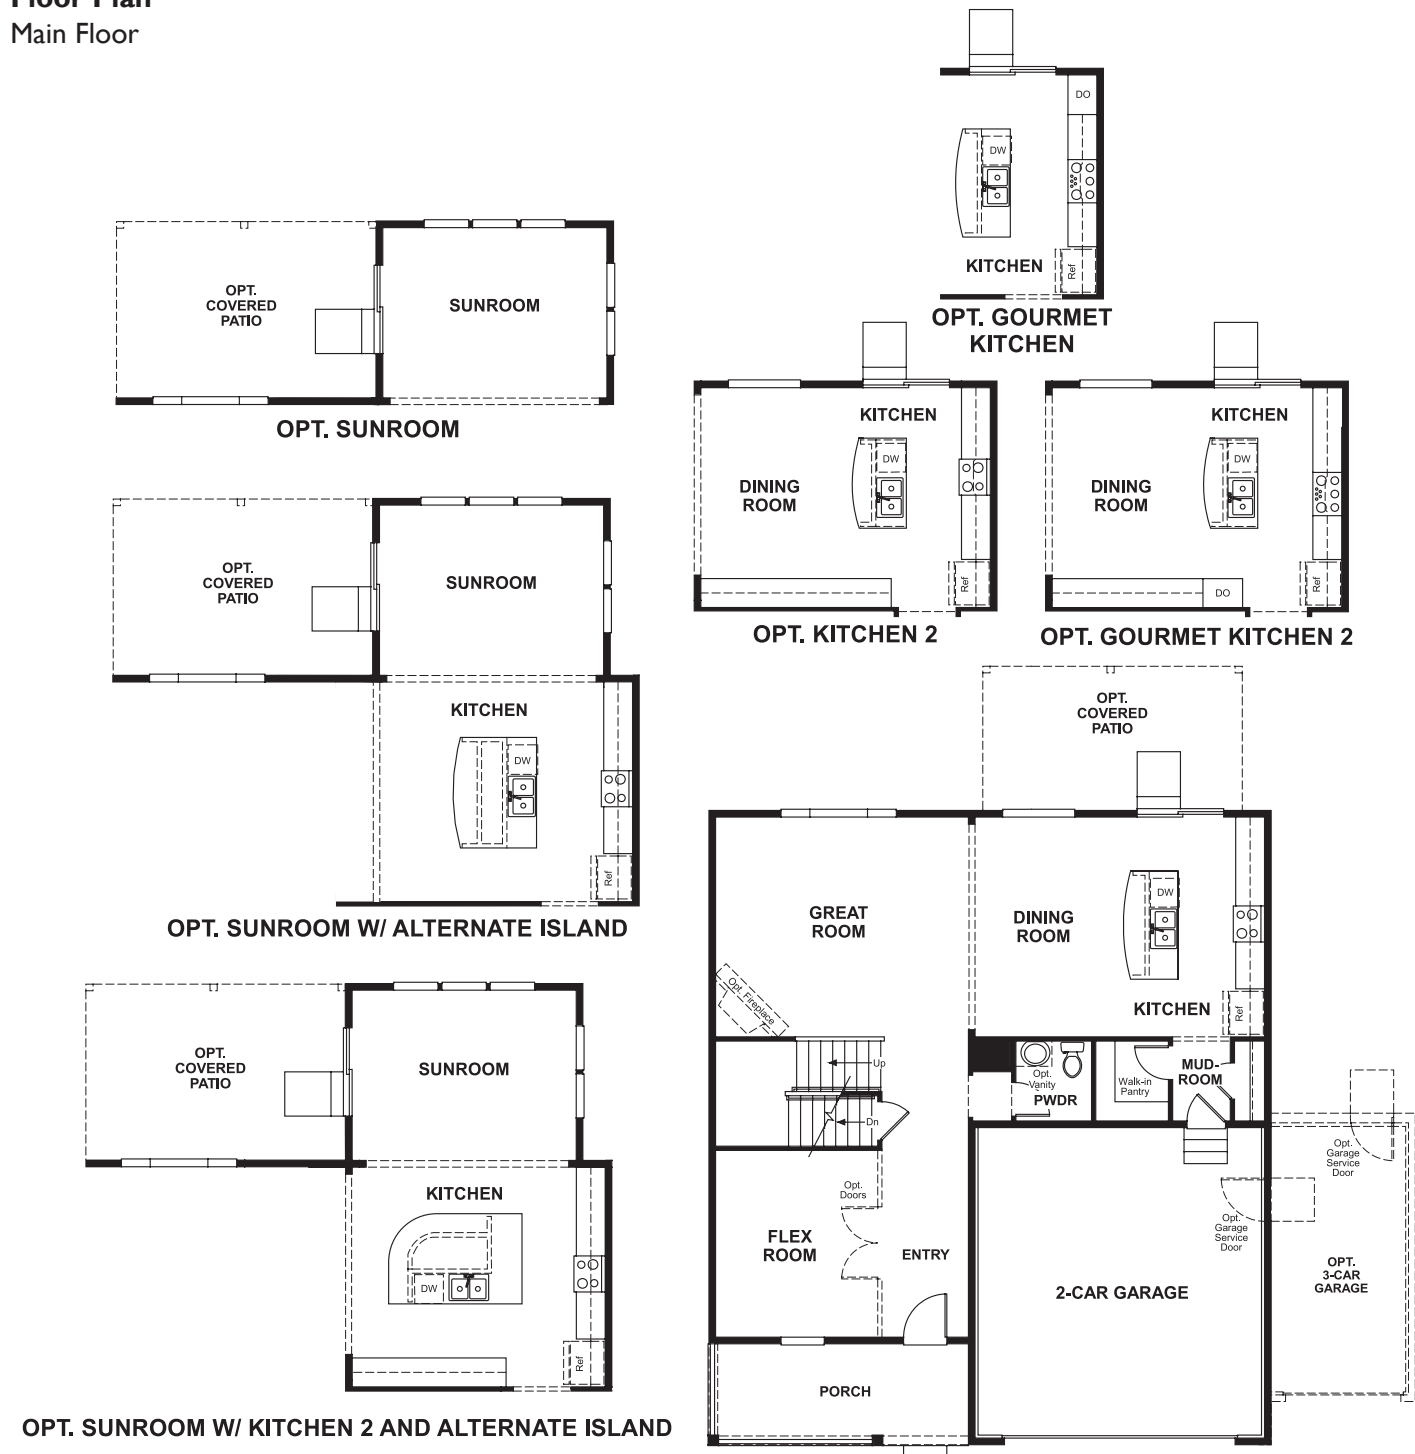 Floor Plan
Main Floor
DO
DW
KITCHEN
Ref
OPT. GOURMET
KITCHEN
OPT.
COVERED
PATIO
SUNROOM
OPT. SUNROOM
KITCHEN
DW
DINING
ROOM
Ref
OPT. KITCHEN 2
KITCHEN
DW
DINING
ROOM
DO
Ref
OPT. GOURMET KITCHEN 2
OPT.
COVERED
PATIO
SUNROOM
KITCHEN
DW
Ref
OPT. SUNROOM W/ ALTERNATE ISLAND
OPT.
COVERED
PATIO
SUNROOM
KITCHEN
DW
Ref
OPT. SUNROOM W/ KITCHEN 2 AND ALTERNATE ISLAND
OPT.
COVERED
PATIO
GREAT
ROOM
DINING
ROOM
DW
KITCHEN
Ref
Opt. Fireplace
Up
Dn
Opt.
Vanity
PWDR
Walk-in
Pantry
MUD-
ROOM
Opt.
Doors
FLEX
ROOM
ENTRY
2-CAR GARAGE
Opt.
Garage
Service
Door
Opt.
Garage
Service
Door
OPT.
3-CAR
GARAGE
PORCH